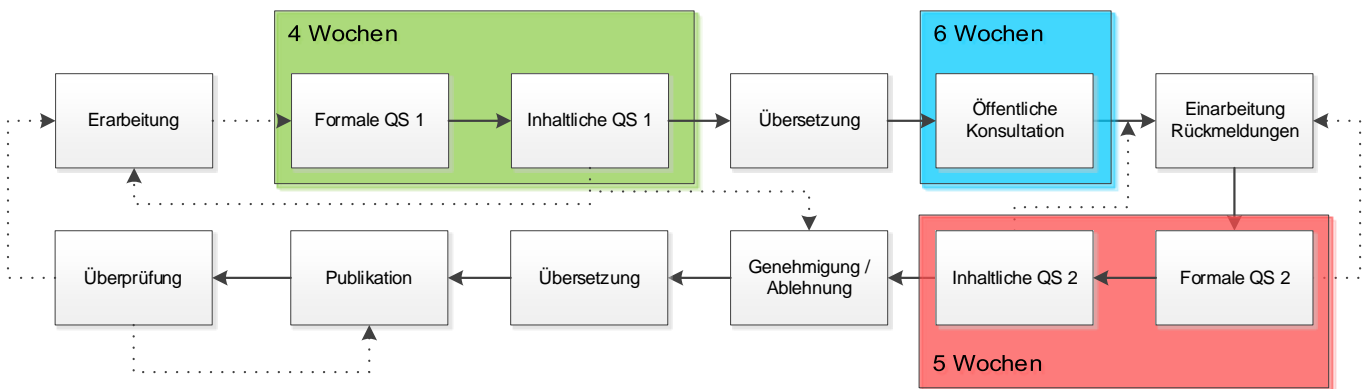 4 Wochen
6 Wochen
Erarbeitung
Formale QS 1
Inhaltliche QS 1
Übersetzung
Öffentliche
Konsultation
Einarbeitung
Rückmeldungen
Überprüfung
Publikation
Übersetzung
Genehmigung /
Ablehnung
Inhaltliche QS 2
Formale QS 2
5 Wochen